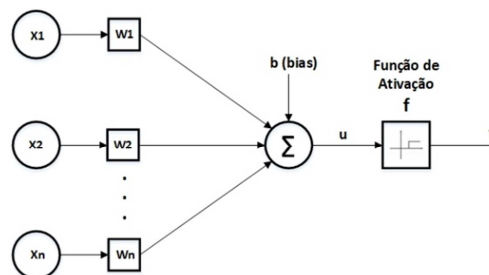 X1
W1
b (bias)
Função de
Ativação
f
X2
W2
Σ
u
Xn
Wn